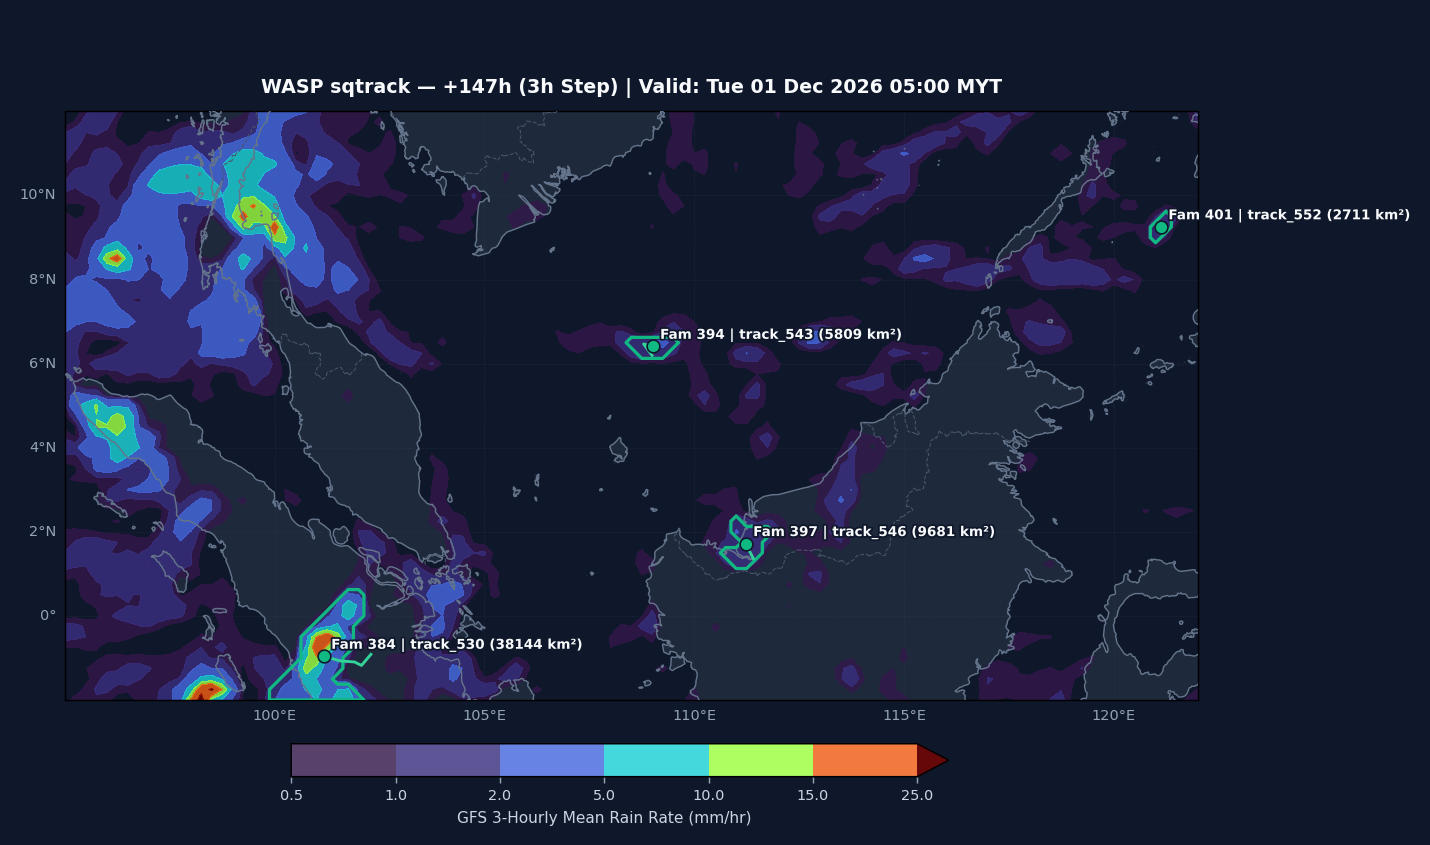 WASP sqtrack — +147h (3h Step) | Valid: Tue 01 Dec 2026 05:00 MYT
10°N
Fam 401 | track_552 (2711 km²)
8°N
Fam 394 | track_543 (5809 km²)
6°N
4°N
2°N
Fam 397 | track_546 (9681 km²)
0°
Fam 384 | track_530 (38144 km²)
100°E 105°E 110°E 115°E 120°E
0.5 1.0 2.0 5.0 10.0 15.0 25.0
GFS 3-Hourly Mean Rain Rate (mm/hr)